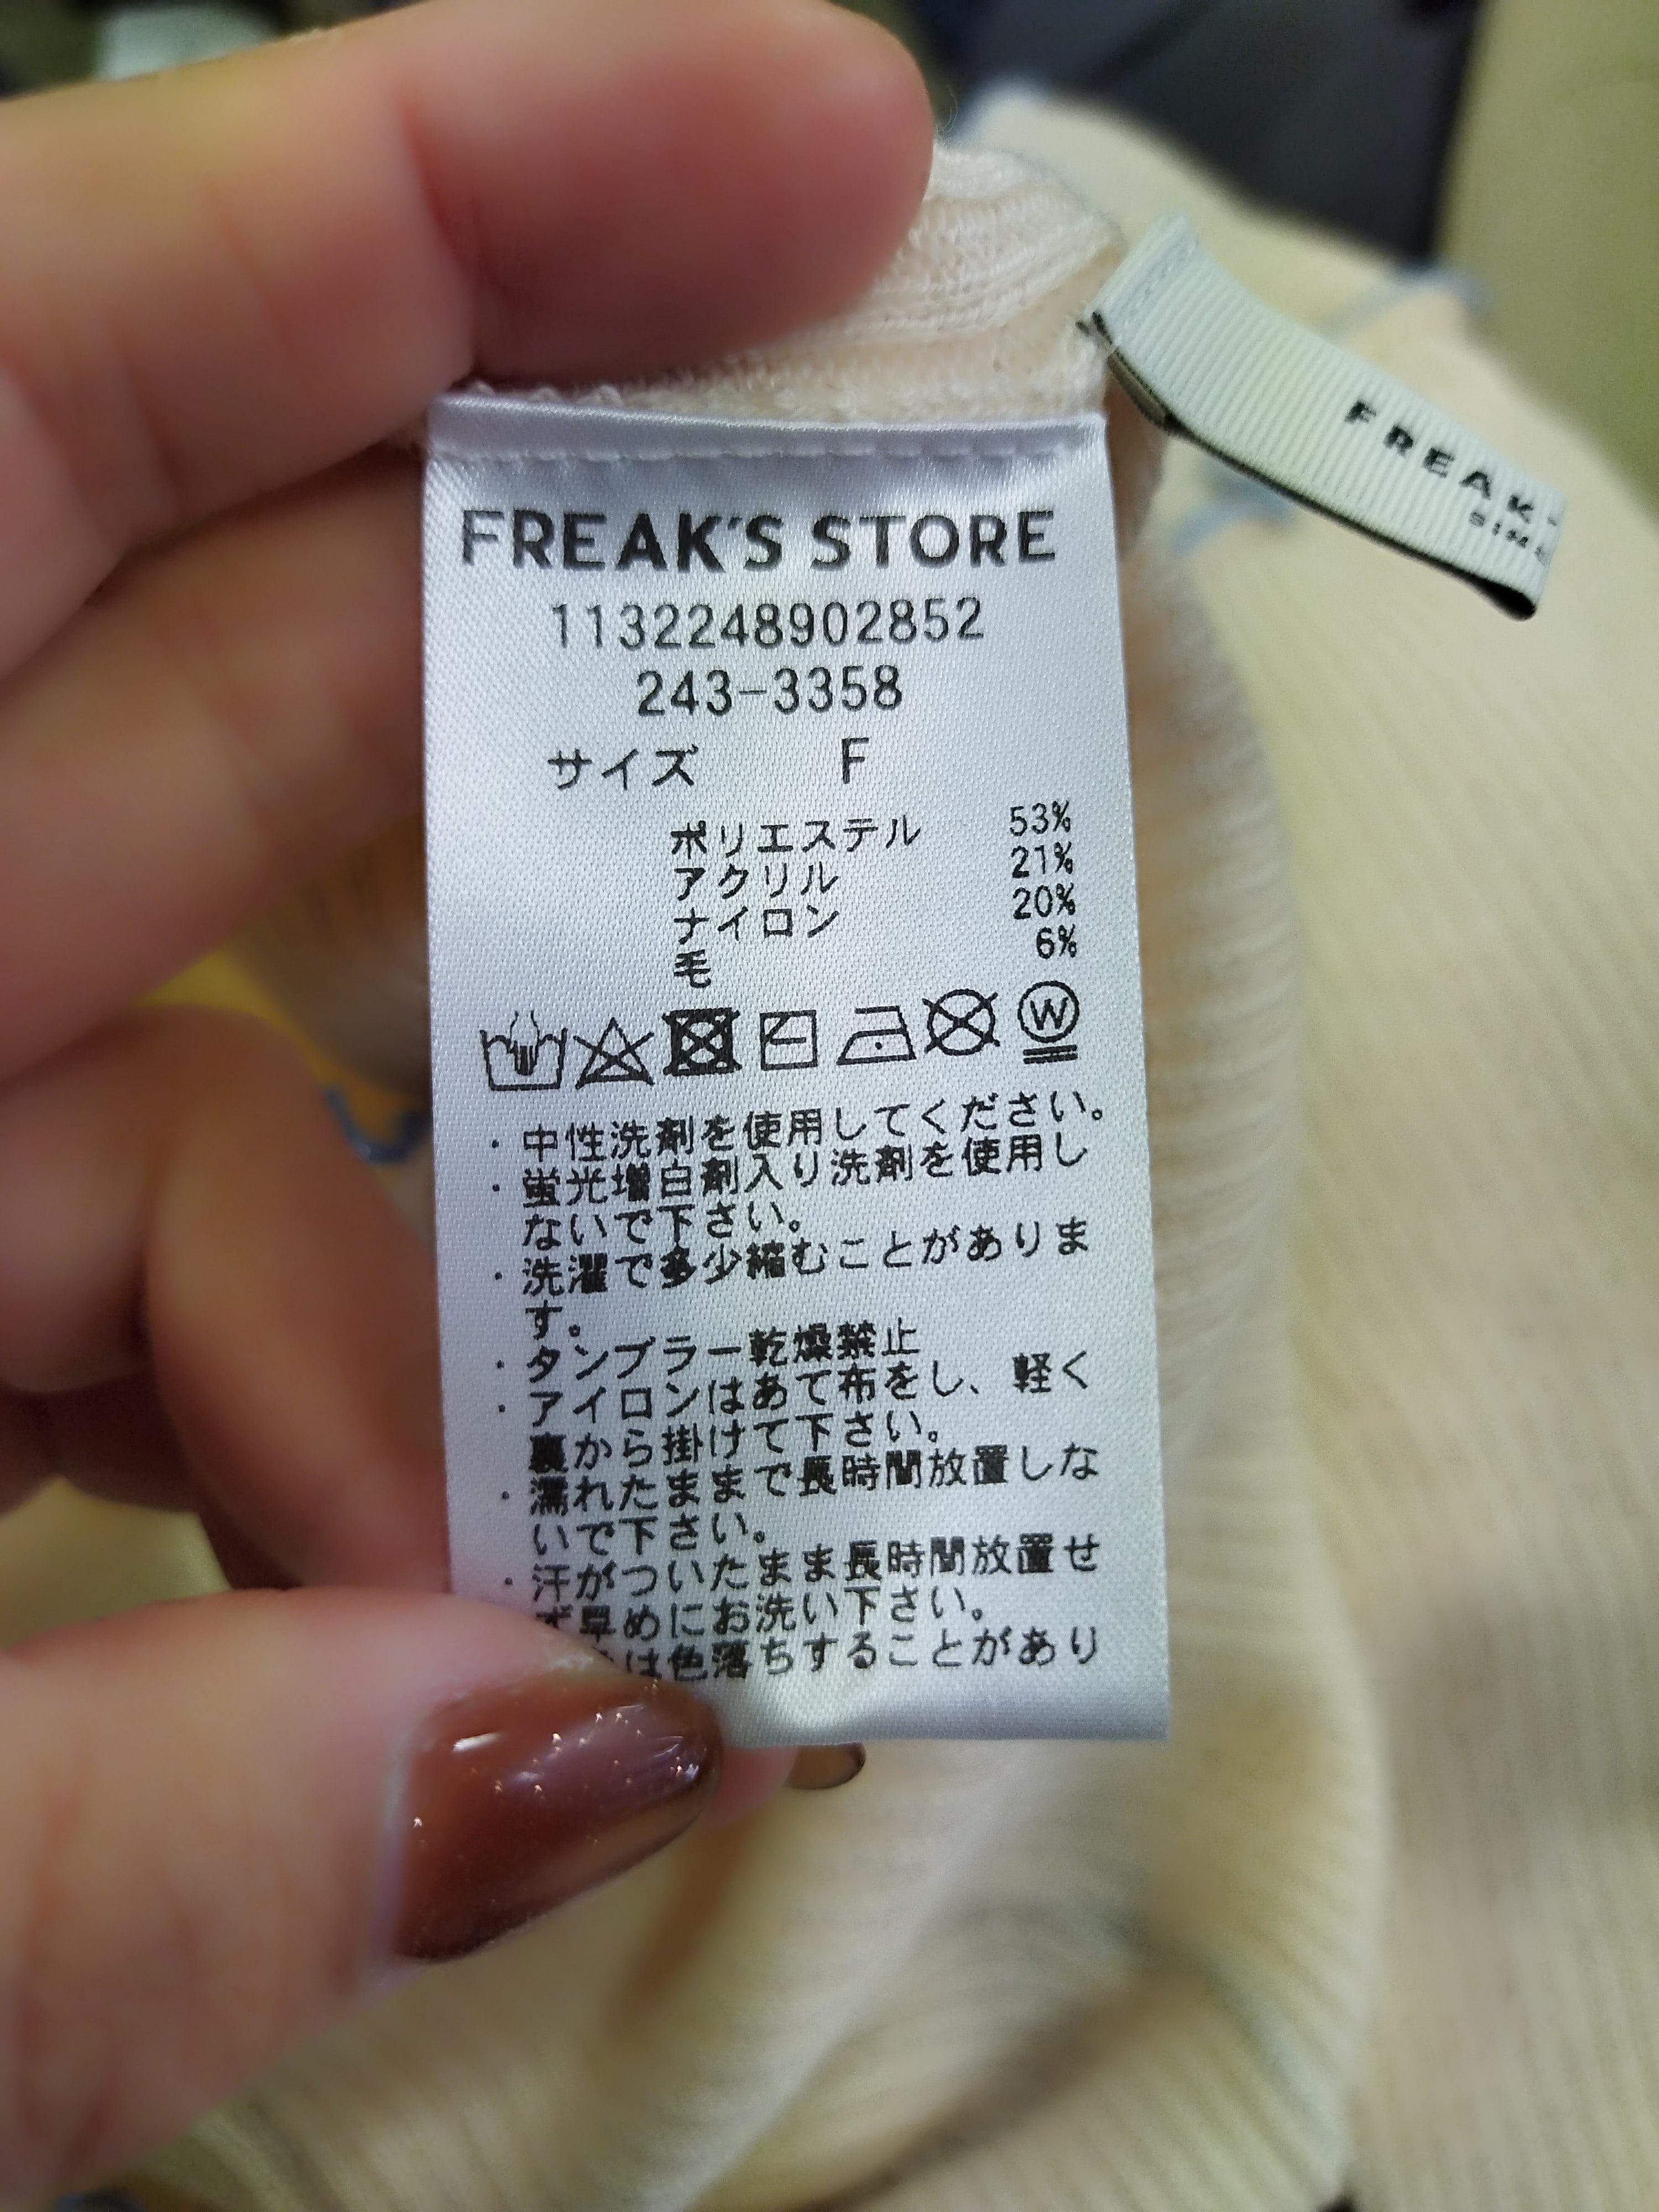 FREAK'S STORE
1132248902852
243-3358
サイズ F
ポリエステル 53%
アクリル 21%
ナイロン 20%
毛 6%
W
・中性洗剤を使用してください。
・蛍光増白剤入り洗剤を使用し
ないで下さい。
・洗濯で多少縮むことがありま
す。
・タンブラー乾燥禁止
・アイロンはあて布をし、軽く
裏から掛けて下さい。
・濡れたままで長時間放置しな
いで下さい。
・汗がついたまま長時間放置せ
ず早めにお洗い下さい。
は色落ちすることがあり
FREAK'
SINC